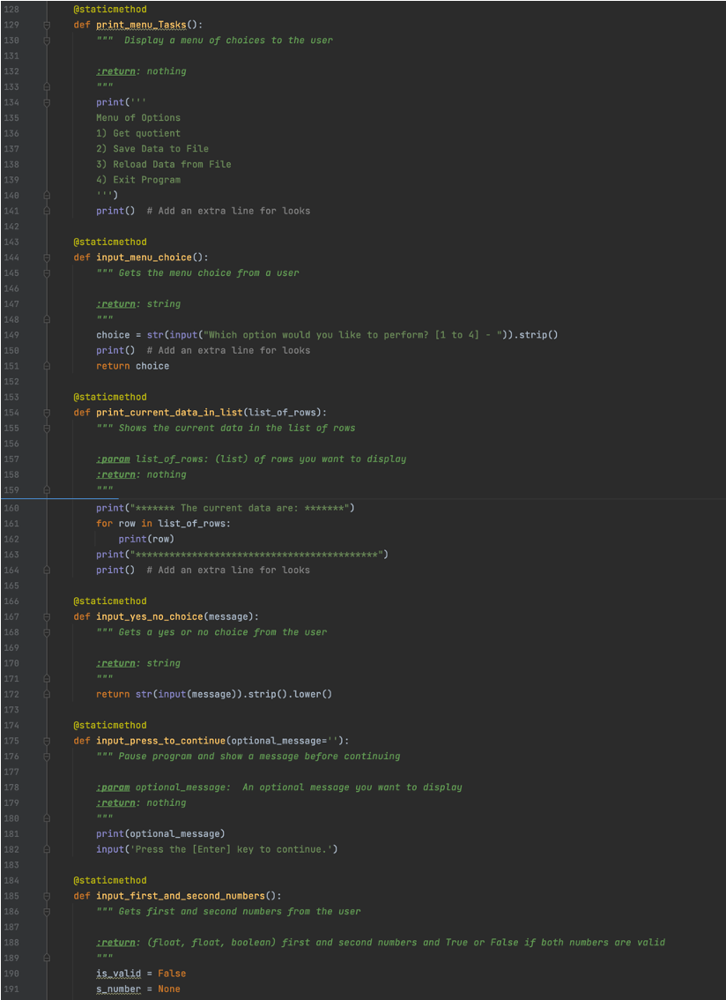 128 @staticmethod
129 def print_menu_Tasks():
130 """  Display a menu of choices to the user
131
132 :return: nothing
133 """
134 print('''
135 Menu of Options
136 1) Get quotient
137 2) Save Data to File
138 3) Reload Data from File
139 4) Exit Program
140 ''')
141 print()  # Add an extra line for looks
142
143 @staticmethod
144 def input_menu_choice():
145 """ Gets the menu choice from a user
146
147 :return: string
148 """
149 choice = str(input("Which option would you like to perform? [1 to 4] - ")).strip()
150 print()  # Add an extra line for looks
151 return choice
152
153 @staticmethod
154 def print_current_data_in_list(list_of_rows):
155 """ Shows the current data in the list of rows
156
157 :param list_of_rows: (list) of rows you want to display
158 :return: nothing
159 """
160 print("******* The current data are: *******")
161 for row in list_of_rows:
162 print(row)
163 print("*******************************************")
164 print()  # Add an extra line for looks
165
166 @staticmethod
167 def input_yes_no_choice(message):
168 """ Gets a yes or no choice from the user
169
170 :return: string
171 """
172 return str(input(message)).strip().lower()
173
174 @staticmethod
175 def input_press_to_continue(optional_message=''):
176 """ Pause program and show a message before continuing
177
178 :param optional_message:  An optional message you want to display
179 :return: nothing
180 """
181 print(optional_message)
182 input('Press the [Enter] key to continue.')
183
184 @staticmethod
185 def input_first_and_second_numbers():
186 """ Gets first and second numbers from the user
187
188 :return: (float, float, boolean) first and second numbers and True or False if both numbers are valid
189 """
190 is_valid = False
191 s_number = None